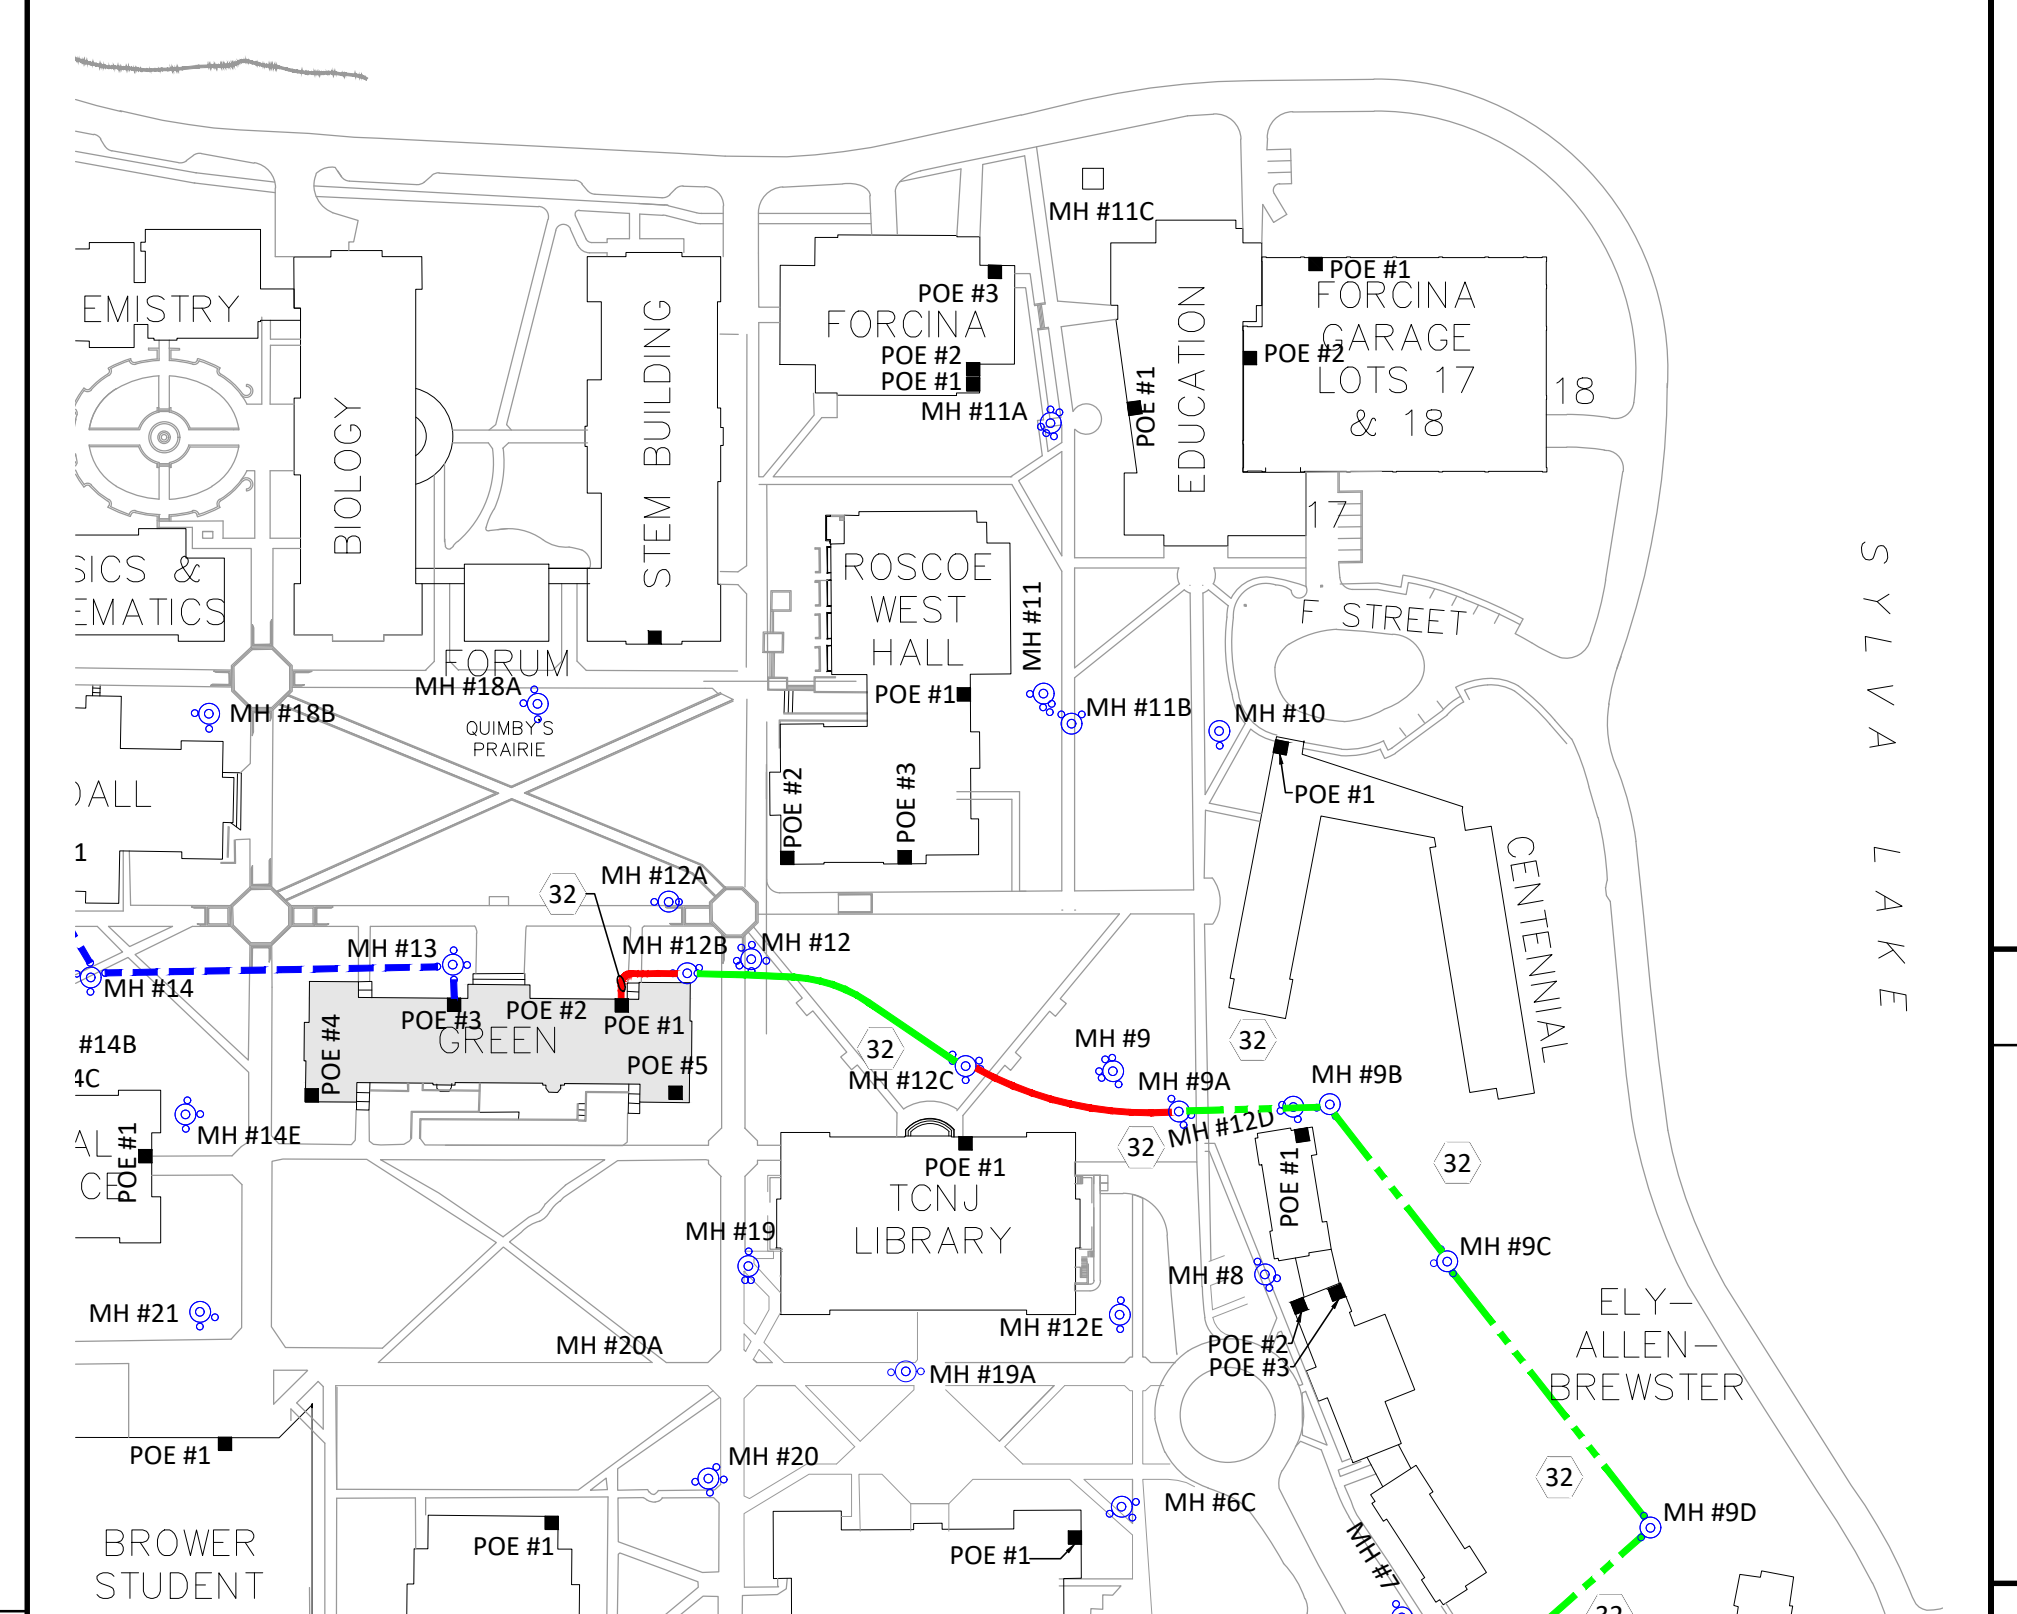 MH #11C
EMISTRY
BIOLOGY
STEM BUILDING
POE #3
FORCINA
POE #2
POE #1
MH #11A
POE #1
EDUCATION
POE #1
FORCINA
GARAGE
LOTS 17
& 18
POE #2
18
17
SICS &
EMATICS
FORUM
MH #18A
MH #18B
QUIMBY'S
PRAIRIE
ROSCOE
WEST
HALL
POE #1
MH #11
MH #11B
MH #10
F STREET
POE #1
SYLVA LAKE
DALL
1
POE #2
POE #3
CENTENNIAL
MH #12A
32
MH #13
MH #12B
MH #12
MH #14
POE #3
POE #2
POE #1
GREEN
POE #4
POE #5
#14B
4C
32
MH #12C
MH #9
32
MH #9A
MH #9B
MH #12D
32
32
MH #14E
AL
CE
POE #1
POE #1
TCNJ
LIBRARY
POE #1
MH #19
MH #8
MH #9C
MH #21
MH #20A
MH #12E
MH #19A
POE #2
POE #3
ELY-
ALLEN-
BREWSTER
POE #1
MH #20
32
MH #6C
MH #9D
BROWER
STUDENT
POE #1
POE #1
MH #7
32